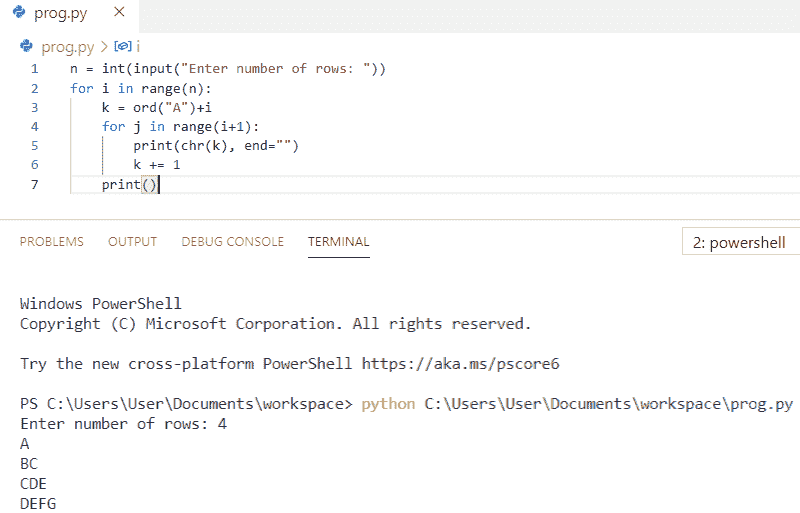 prog.py ×
prog.py > i
1 n = int(input("Enter number of rows: "))
2 for i in range(n):
3     k = ord("A")+i
4     for j in range(i+1):
5         print(chr(k), end="")
6         k += 1
7     print()
PROBLEMS OUTPUT DEBUG CONSOLE TERMINAL 2: powershell
Windows PowerShell
Copyright (C) Microsoft Corporation. All rights reserved.
Try the new cross-platform PowerShell https://aka.ms/pscore6
PS C:\Users\User\Documents\workspace> python C:\Users\User\Documents\workspace\prog.py
Enter number of rows: 4
A
BC
CDE
DEFG